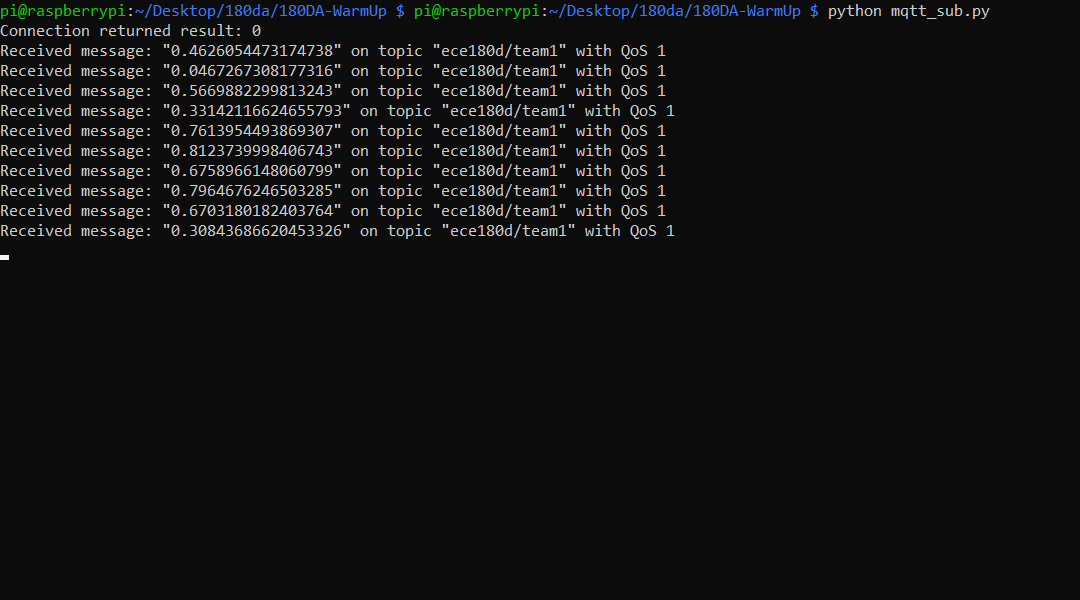 pi@raspberrypi:~/Desktop/180da/180DA-WarmUp $ pi@raspberrypi:~/Desktop/180da/180DA-WarmUp $ python mqtt_sub.py
Connection returned result: 0
Received message: "0.4626054473174738" on topic "ece180d/team1" with QoS 1
Received message: "0.0467267308177316" on topic "ece180d/team1" with QoS 1
Received message: "0.5669882299813243" on topic "ece180d/team1" with QoS 1
Received message: "0.33142116624655793" on topic "ece180d/team1" with QoS 1
Received message: "0.7613954493869307" on topic "ece180d/team1" with QoS 1
Received message: "0.8123739998406743" on topic "ece180d/team1" with QoS 1
Received message: "0.6758966148060799" on topic "ece180d/team1" with QoS 1
Received message: "0.7964676246503285" on topic "ece180d/team1" with QoS 1
Received message: "0.6703180182403764" on topic "ece180d/team1" with QoS 1
Received message: "0.30843686620453326" on topic "ece180d/team1" with QoS 1